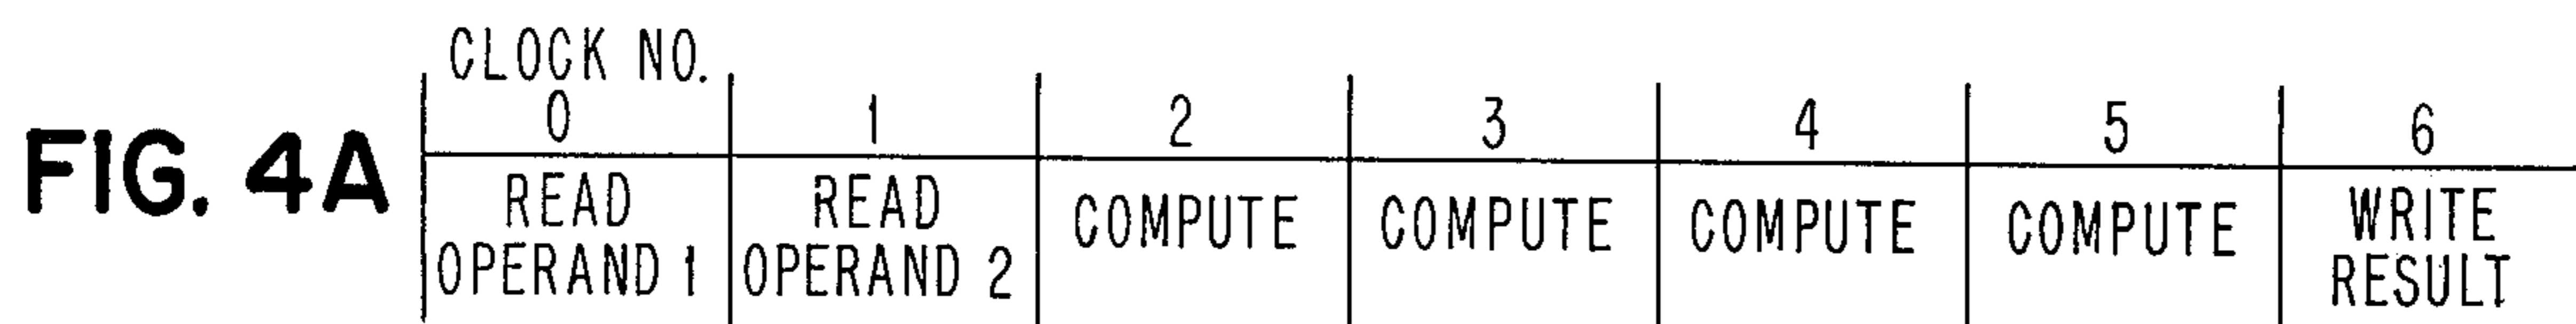 CLOCK NO.
FIG. 4A
0 1 2 3 4 5 6
READ READ COMPUTE COMPUTE COMPUTE COMPUTE WRITE
OPERAND 1 OPERAND 2 RESULT